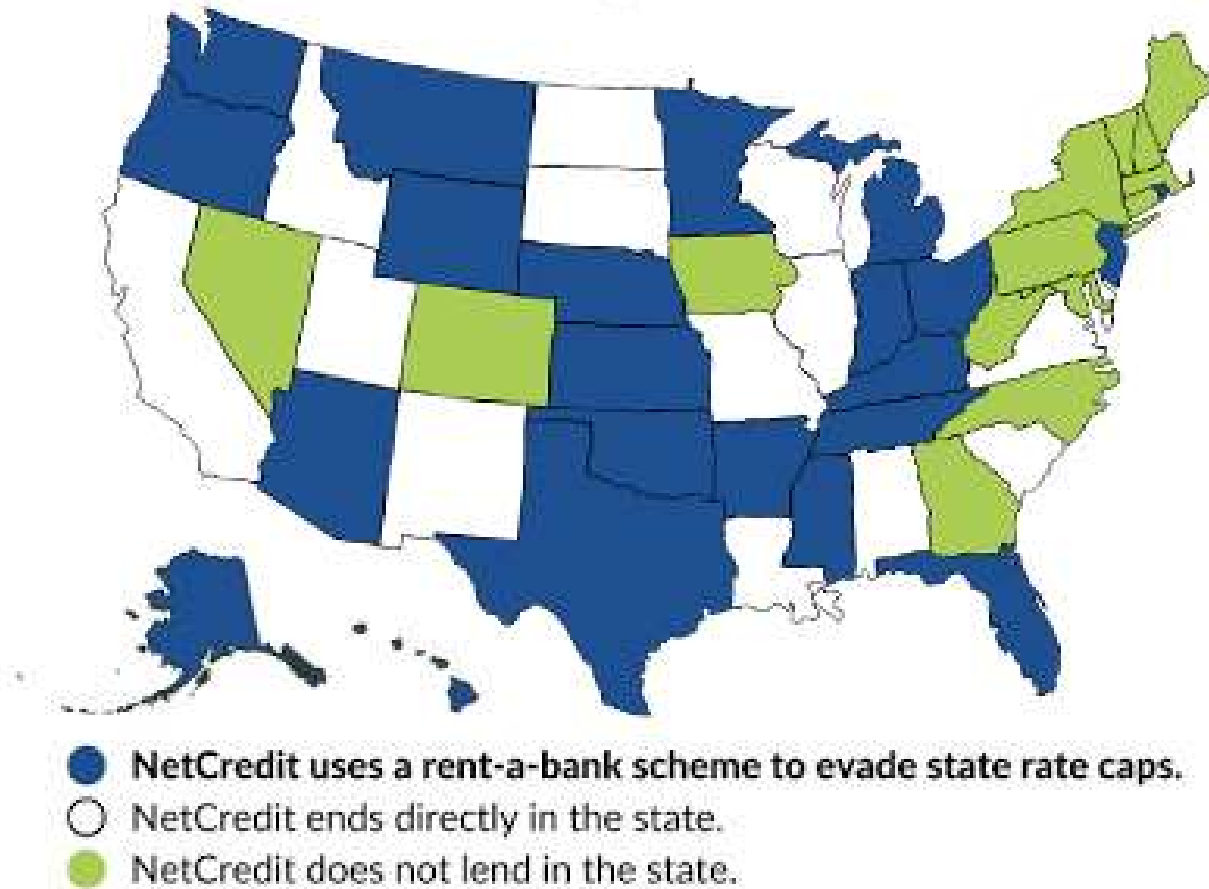 NetCredit uses a rent-a-bank scheme to evade state rate caps.
NetCredit ends directly in the state.
NetCredit does not lend in the state.